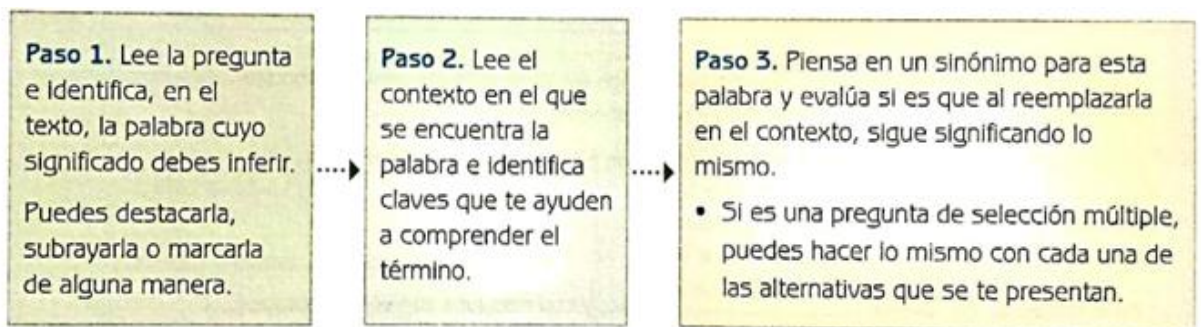 Paso 1. Lee la pregunta
e identifica, en el
texto, la palabra cuyo
significado debes inferir.
Puedes destacarla,
subrayarla o marcarla
de alguna manera.
Paso 2. Lee el
contexto en el que
se encuentra la
palabra e identifica
claves que te ayuden
a comprender el
término.
Paso 3. Piensa en un sinónimo para esta
palabra y evalúa si es que al reemplazarla
en el contexto, sigue significando lo
mismo.
• Si es una pregunta de selección múltiple,
puedes hacer lo mismo con cada una de
las alternativas que se te presentan.